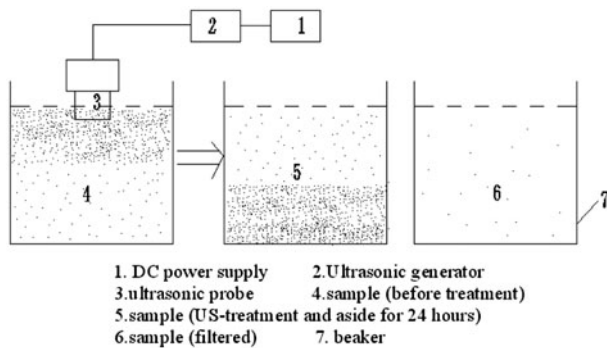 2
1
3
4
5
6
7
1. DC power supply 2.Ultrasonic generator
3.ultrasonic probe 4.sample (before treatment)
5.sample (US-treatment and aside for 24 hours)
6.sample (filtered) 7. beaker